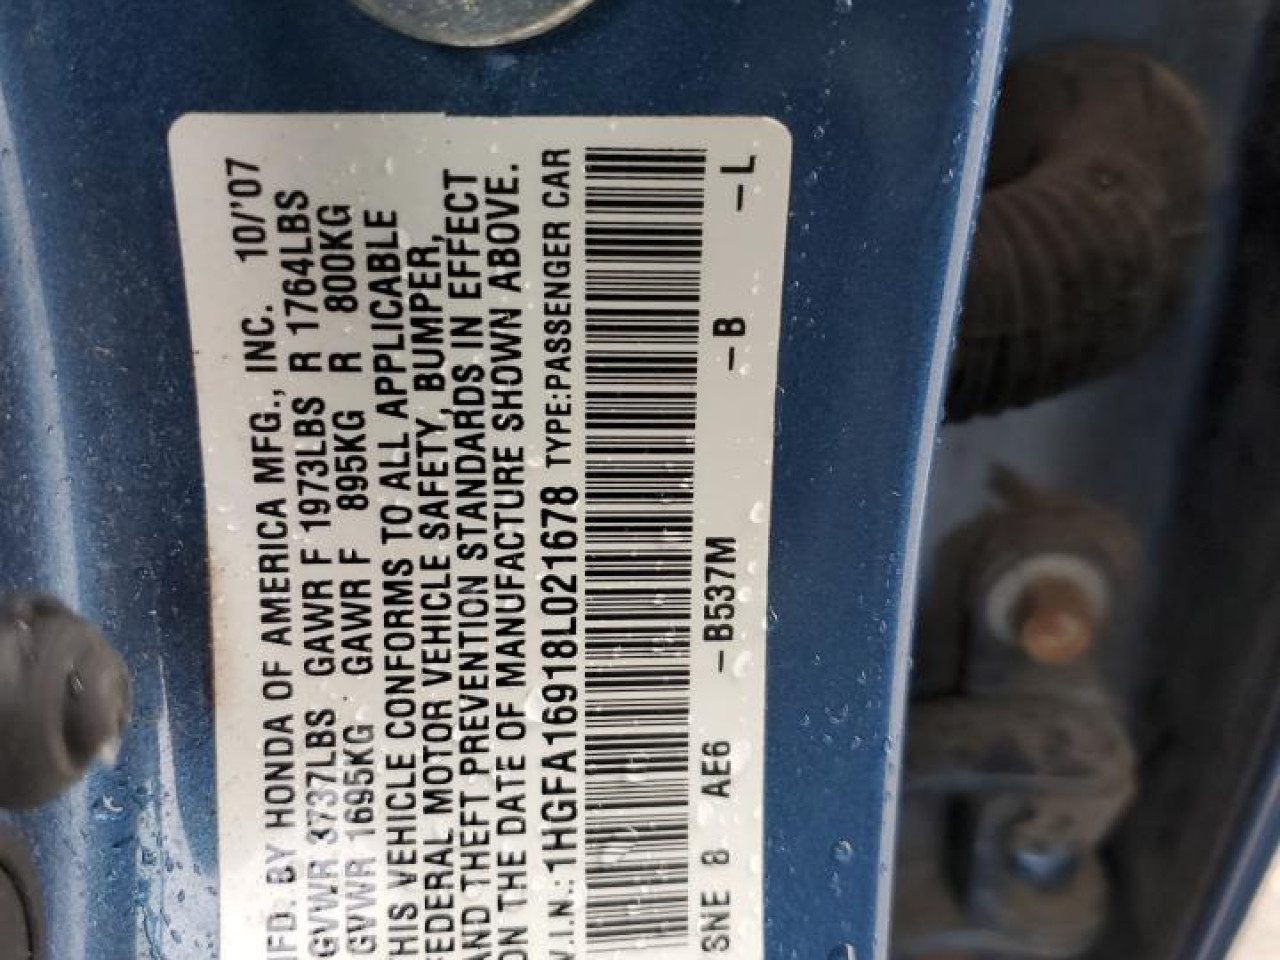 MFD. BY HONDA OF AMERICA MFG., INC. 10/'07
GVWR 3737LBS GAWR F 1973LBS R 1764LBS
GVWR 1695KG GAWR F 895KG R 800KG
THIS VEHICLE CONFORMS TO ALL APPLICABLE
FEDERAL MOTOR VEHICLE SAFETY, BUMPER,
AND THEFT PREVENTION STANDARDS IN EFFECT
ON THE DATE OF MANUFACTURE SHOWN ABOVE.
V.I.N.: 1HGFA16918L021678 TYPE:PASSENGER CAR
SNE 8 AE6 -B537M -B -L